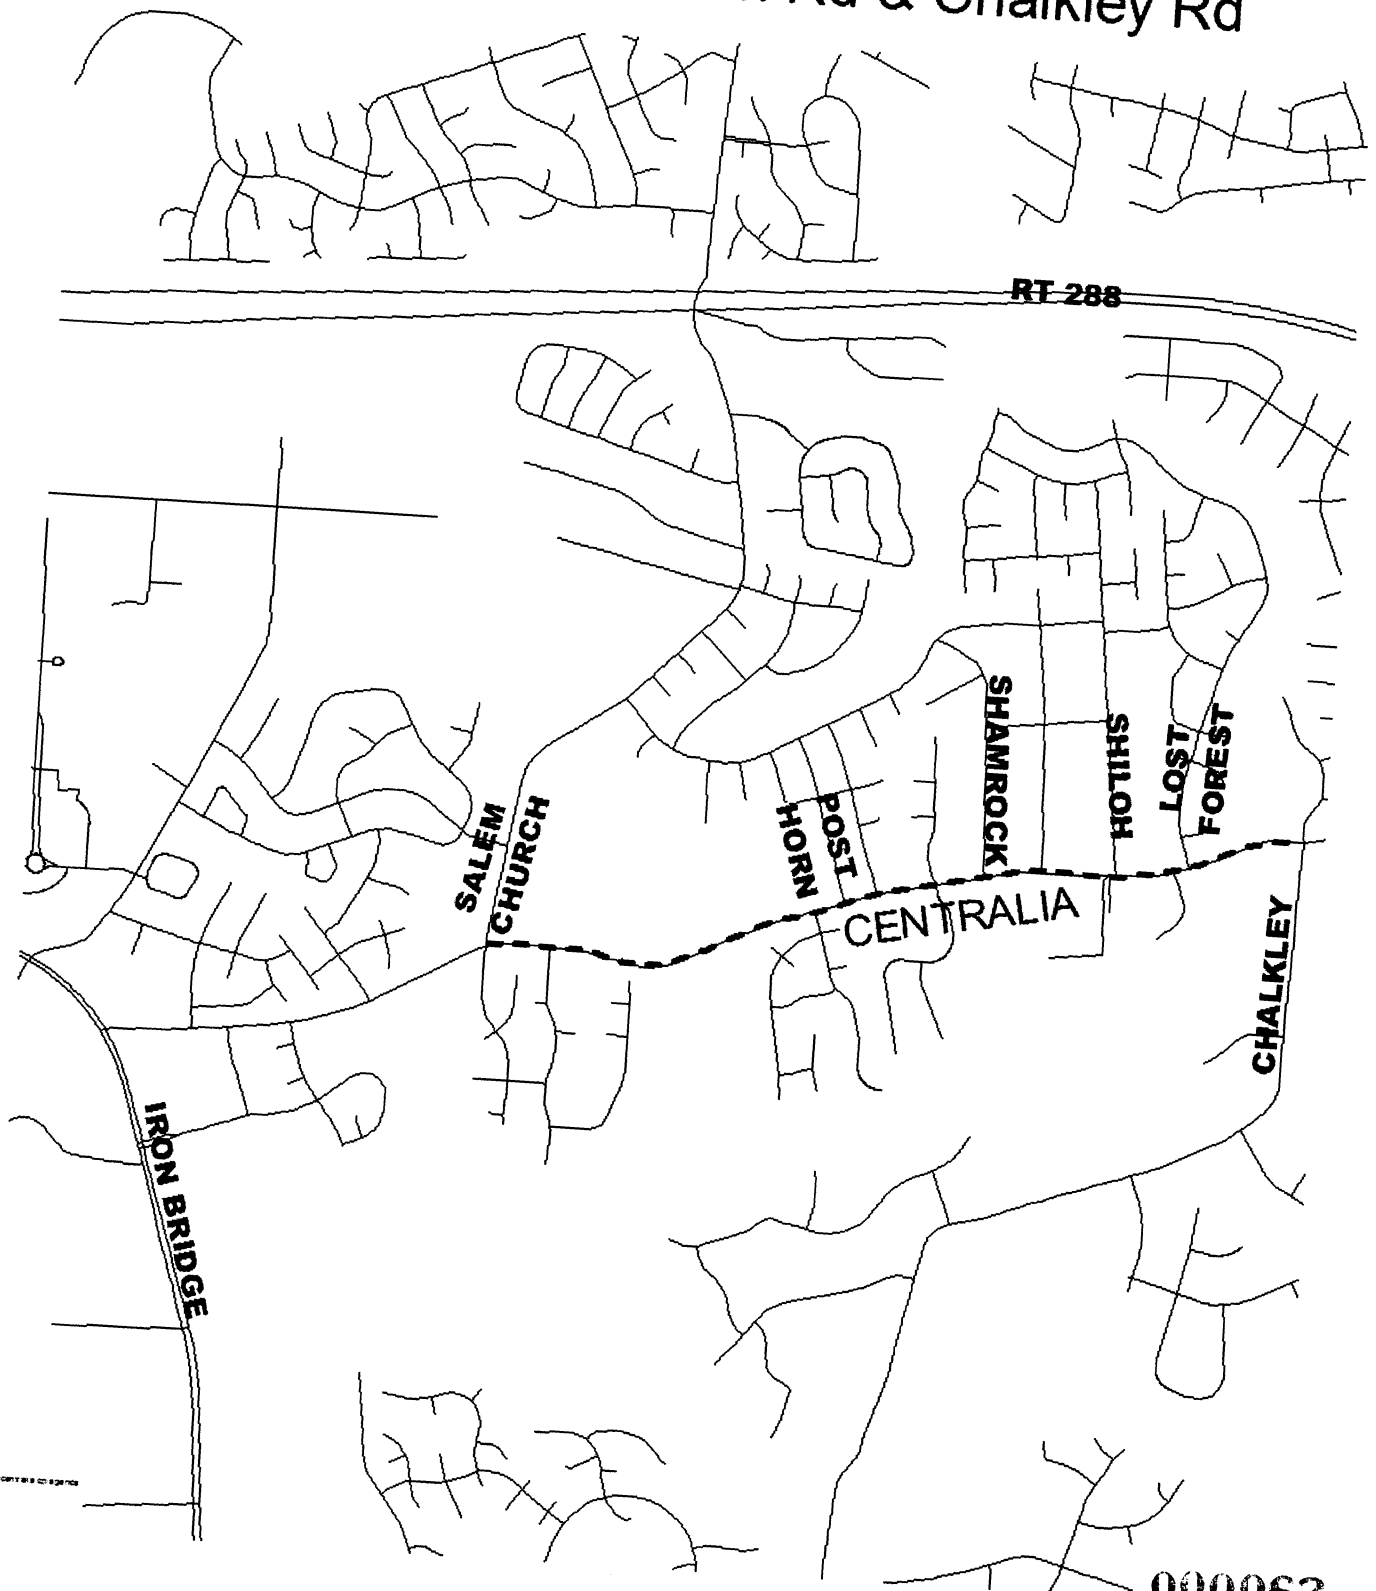 Rd & Chalkley Rd
RT 288
SHAMROCK
SHILOH
LOST
FOREST
SALEM
CHURCH
HORN
POST
CENTRALIA
CHALKLEY
IRON BRIDGE